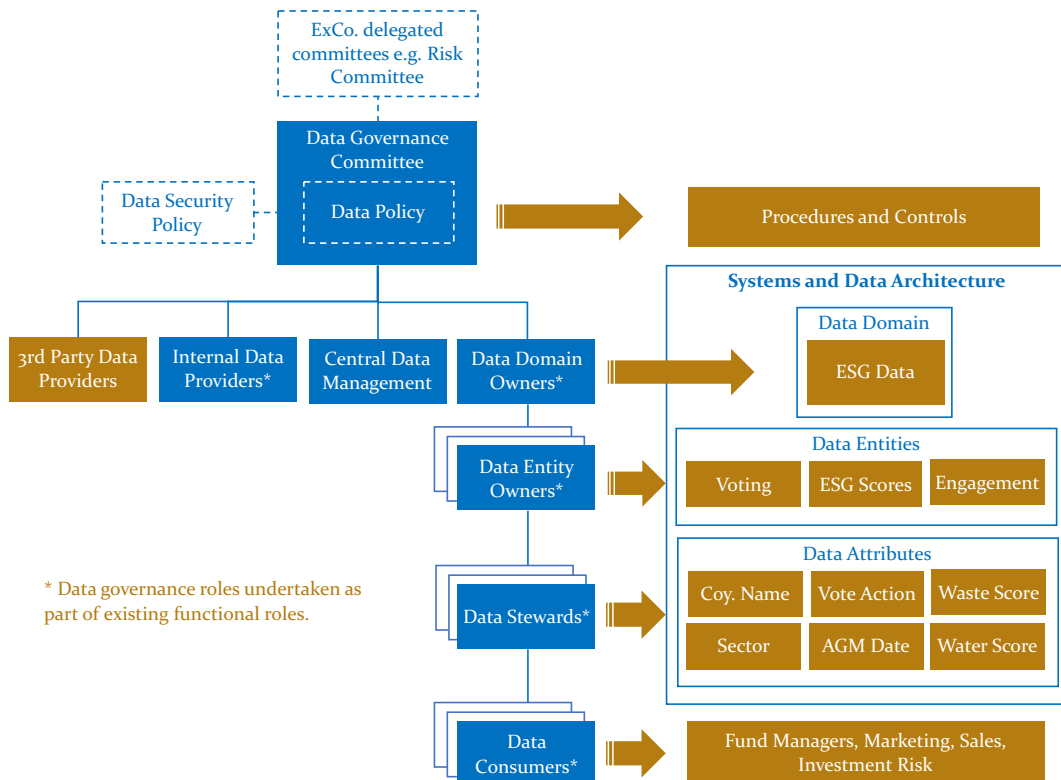 ExCo. delegated
committees e.g. Risk
Committee
Data Governance
Committee
Data Security
Policy
Data Policy
Procedures and Controls
Systems and Data Architecture
Data Domain
ESG Data
3rd Party Data
Providers
Internal Data
Providers*
Central Data
Management
Data Domain
Owners*
Data Entities
Data Entity
Owners*
Voting
ESG Scores
Engagement
Data Attributes
* Data governance roles undertaken as
part of existing functional roles.
Data Stewards*
Coy. Name
Vote Action
Waste Score
Sector
AGM Date
Water Score
Data
Consumers*
Fund Managers, Marketing, Sales,
Investment Risk